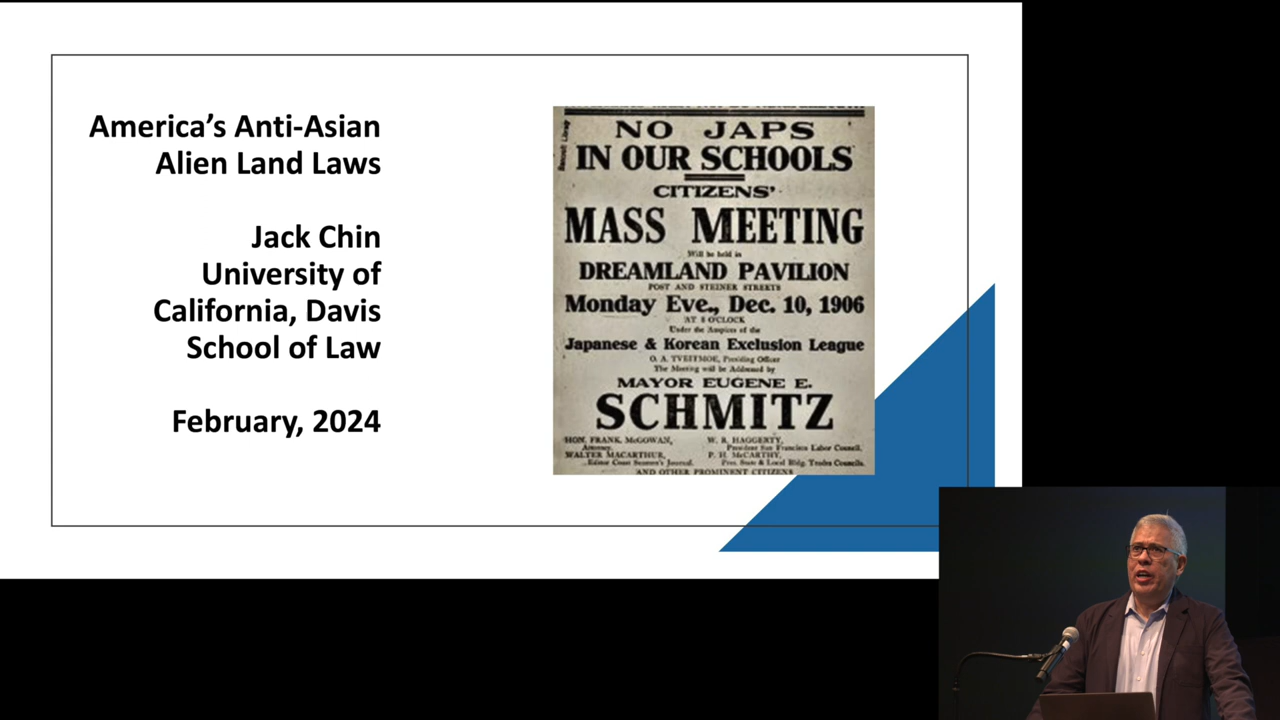 America's Anti-Asian
Alien Land Laws
Jack Chin
University of
California, Davis
School of Law
February, 2024
NO JAPS
IN OUR SCHOOLS
CITIZENS'
MASS MEETING
Will be held in
DREAMLAND PAVILION
POST AND STEINER STREETS
Monday Eve., Dec. 10, 1906
AT 8 O'CLOCK
Under the Auspices of the
Japanese & Korean Exclusion League
O. A. TVEITMOE, Presiding Officer
The Meeting will be Addressed by
MAYOR EUGENE E.
SCHMITZ
HON. FRANK McGOWAN,
Attorney.
WALTER MACARTHUR,
Editor Coast Seamen's Journal.
W. R. HAGGERTY,
President San Francisco Labor Council.
P. H. McCARTHY,
Pres. State & Local Bldg. Trades Councils.
AND OTHER PROMINENT CITIZENS